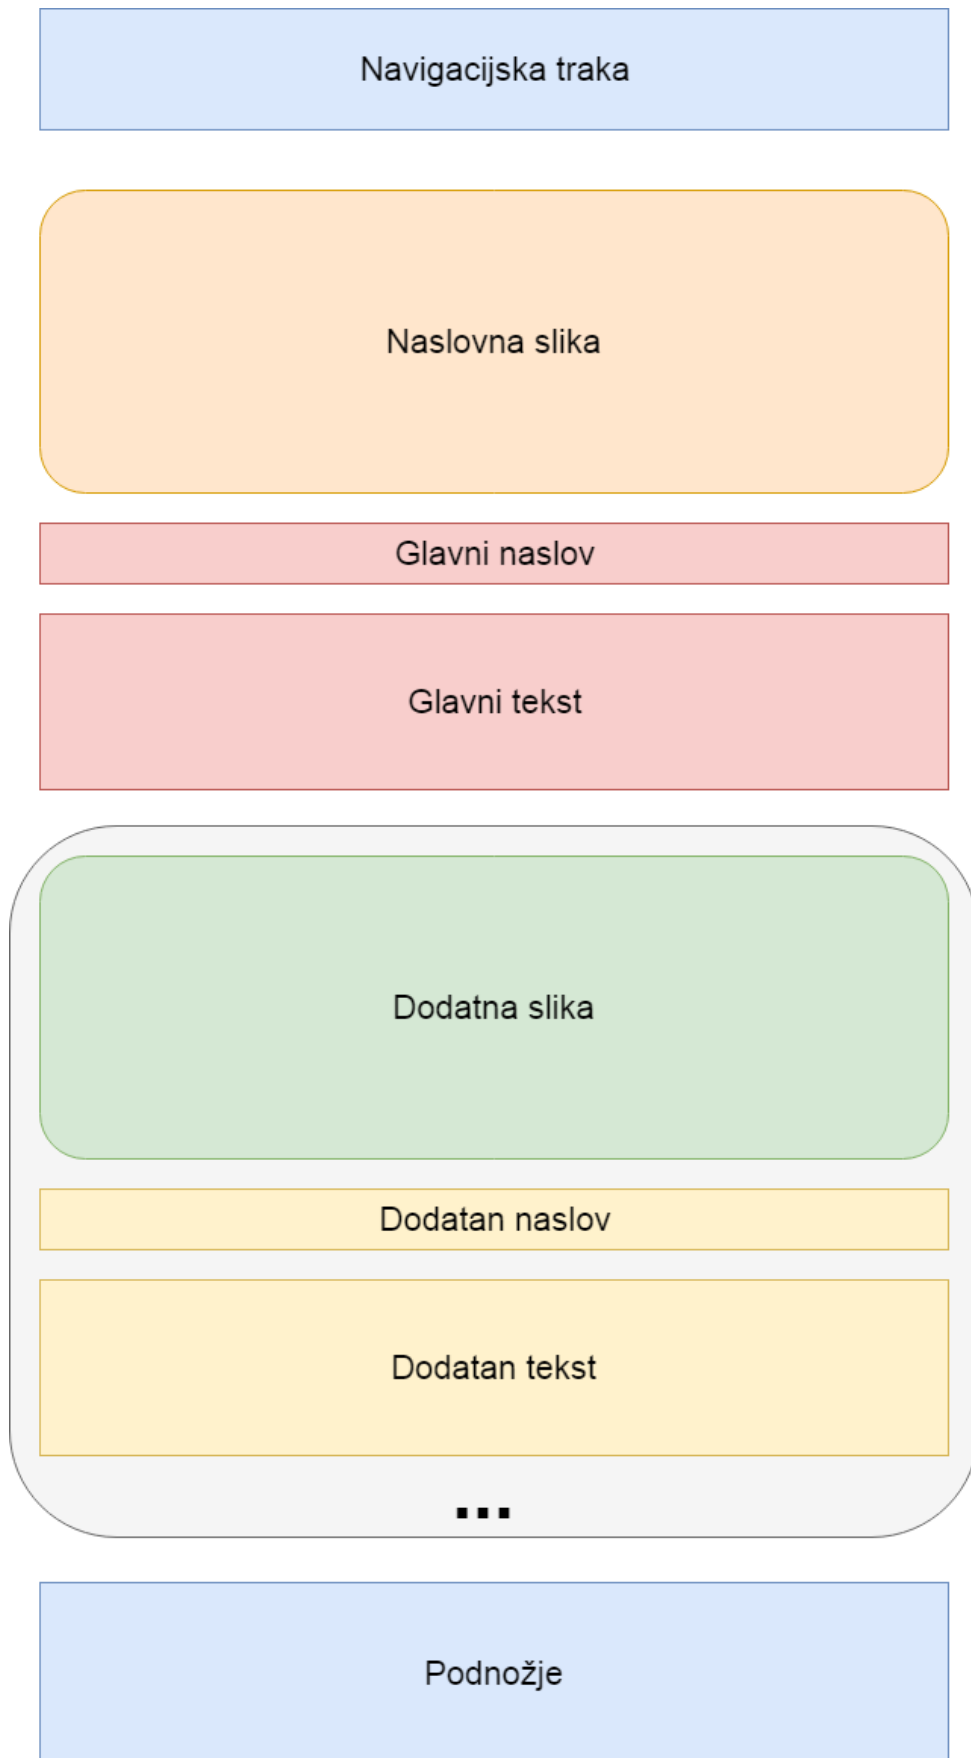 Navigacijska traka
Naslovna slika
Glavni naslov
Glavni tekst
Dodatna slika
Dodatan naslov
Dodatan tekst
...
Podnožje